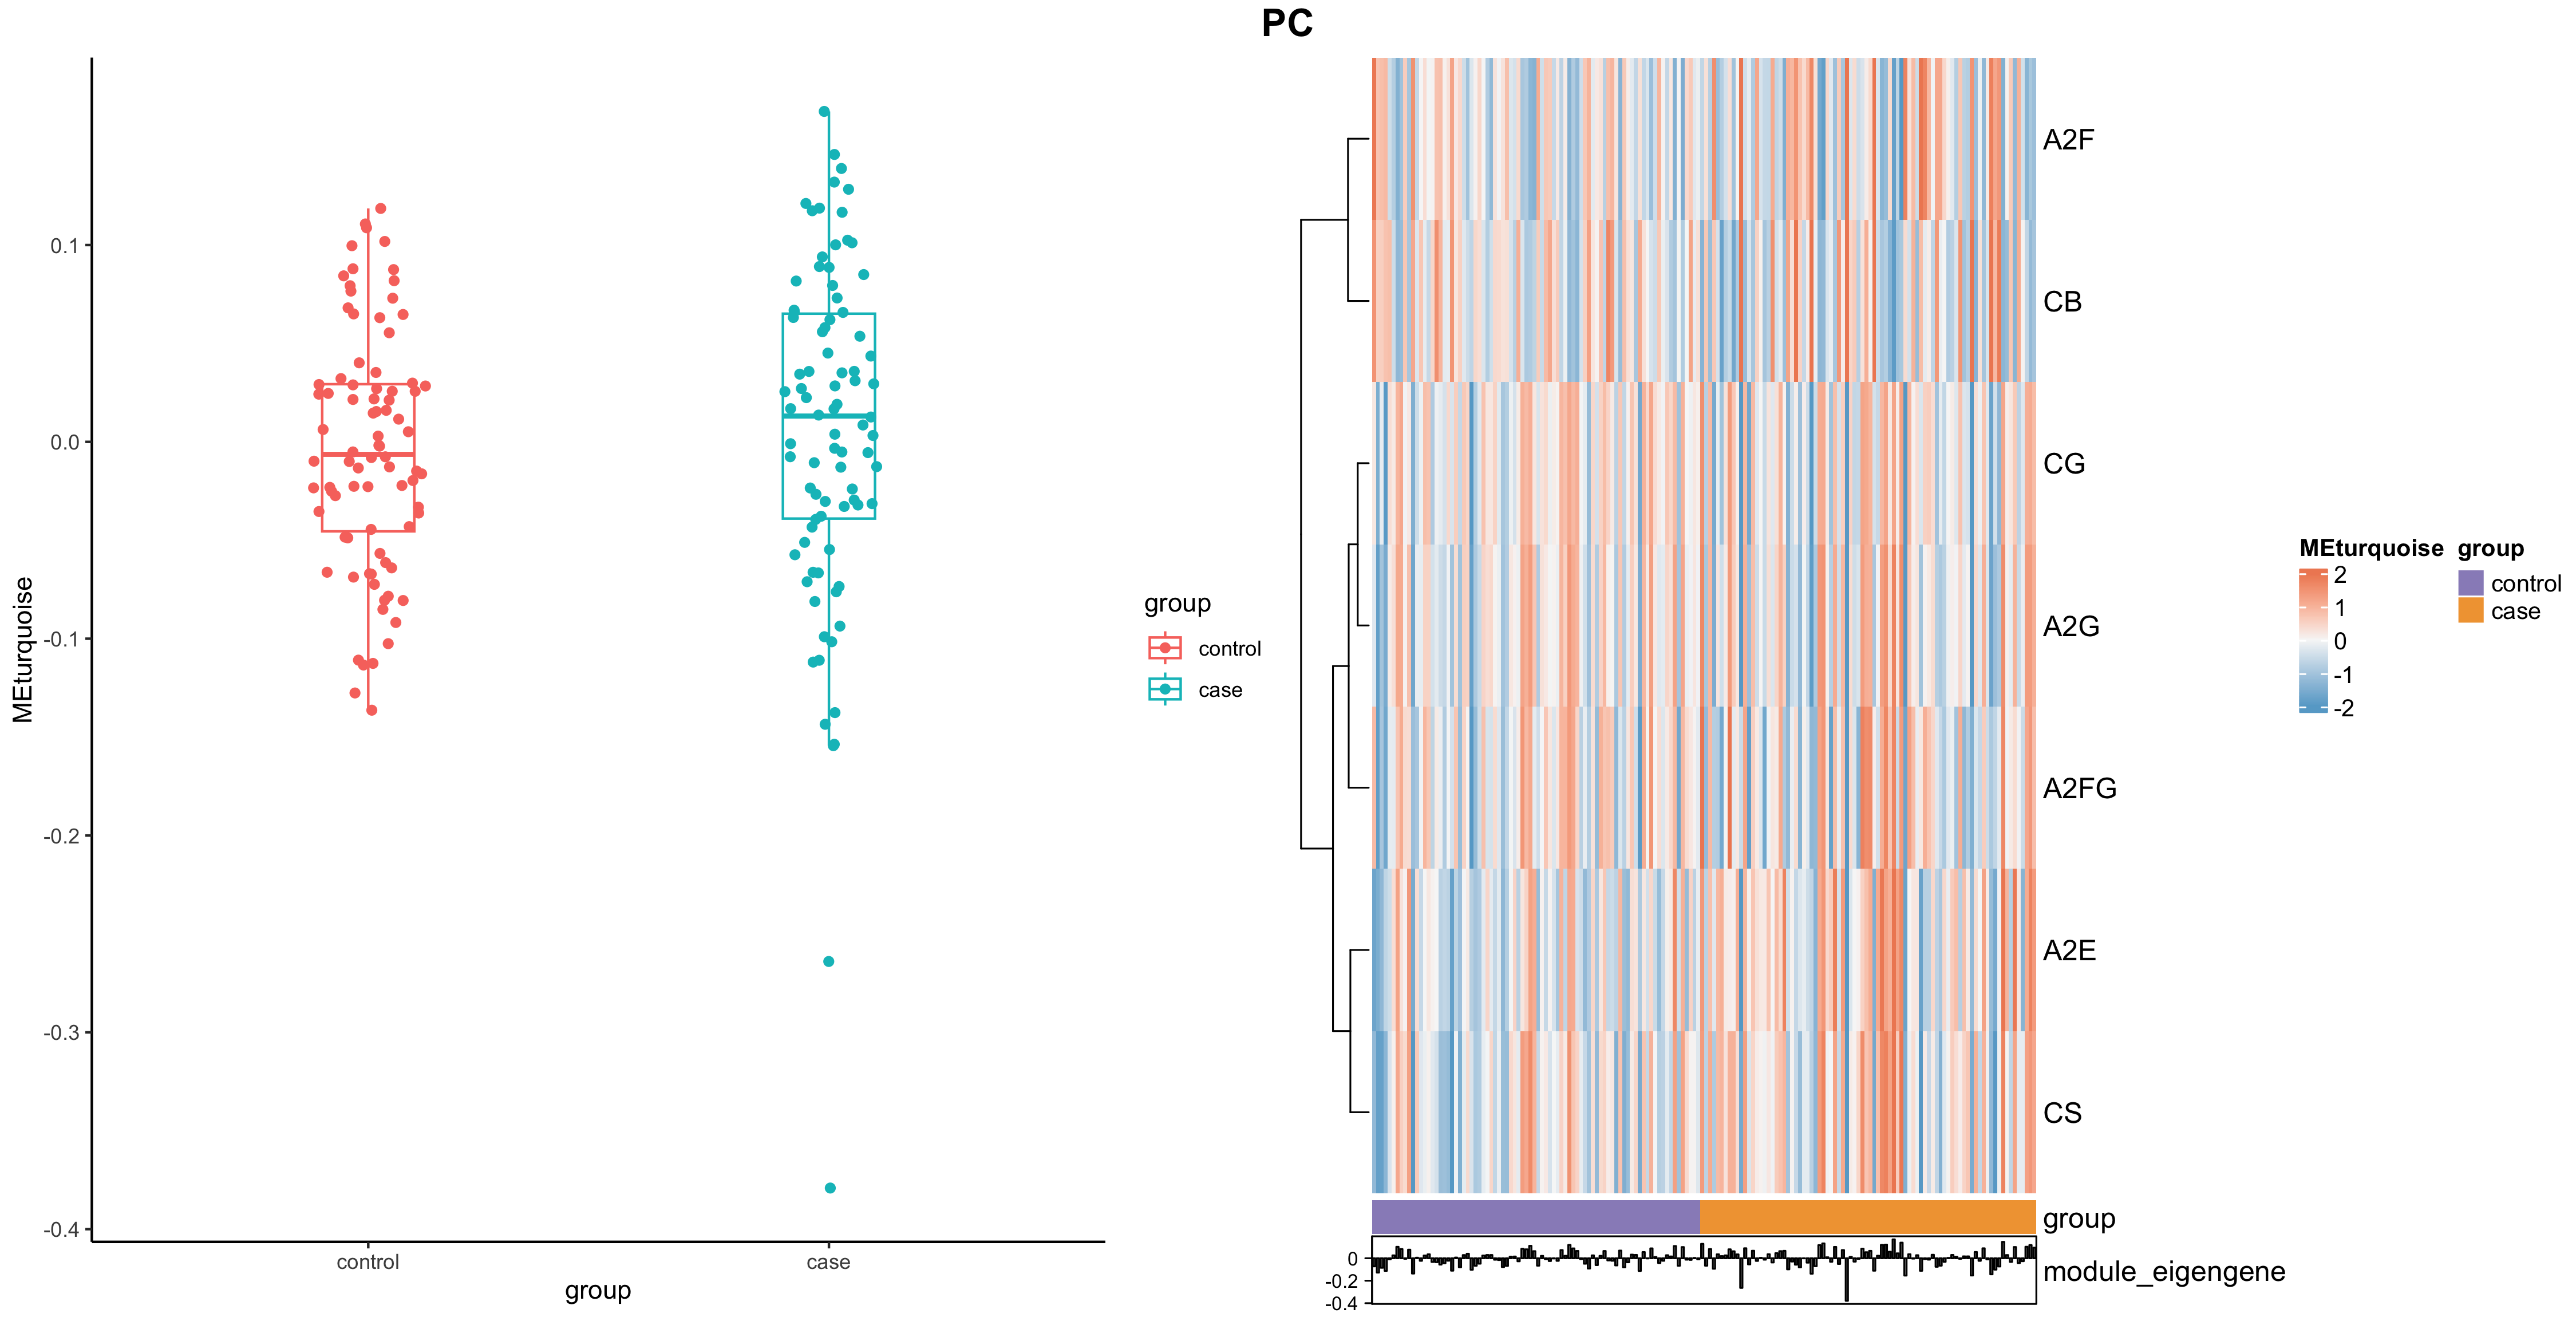 PC
MEturquoise
0.1
0.0
-0.1
-0.2
-0.3
-0.4
control
case
group
group
control
case
A2F
CB
CG
A2G
A2FG
A2E
CS
group
module_eigengene
0
-0.2
-0.4
MEturquoise
2
1
0
-1
-2
group
control
case